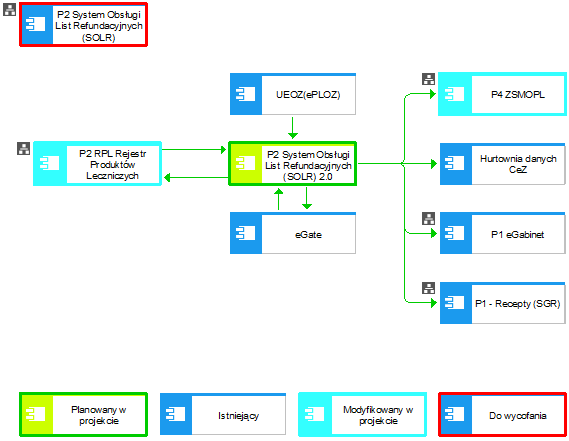 P2 System Obsługi
List Refundacyjnych
(SOLR)
UEOZ(ePLOZ)
P4 ZSMOPL
P2 RPL Rejestr
Produktów
Leczniczych
P2 System Obsługi
List Refundacyjnych
(SOLR) 2.0
Hurtownia danych
CeZ
eGate
P1 eGabinet
P1 - Recepty (SGR)
Planowany w
projekcie
Istniejący
Modyfikowany w
projekcie
Do wycofania